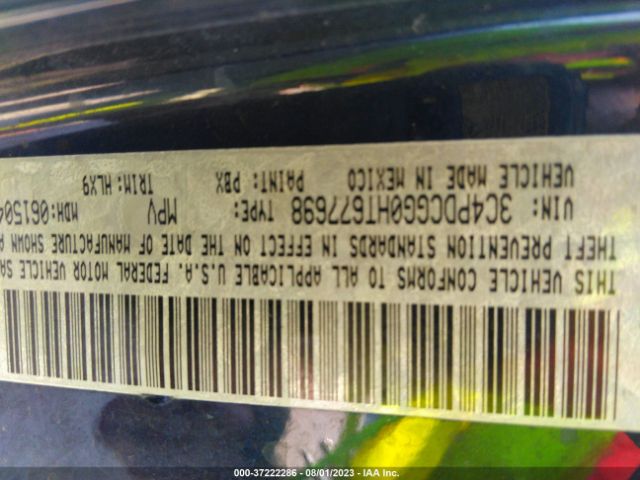 THIS VEHICLE CONFORMS TO ALL APPLICABLE U.S.A. FEDERAL MOTOR VEHICLE SA
THEFT PREVENTION STANDARDS IN EFFECT ON THE DATE OF MANUFACTURE SHOWN A
VIN: 3C4PDCGG0HT677698 TYPE: MPV MDH:061504
VEHICLE MADE IN MEXICO PAINT: PBX TRIM:HLX9
000-37222286 - 08/01/2023 - IAA Inc.